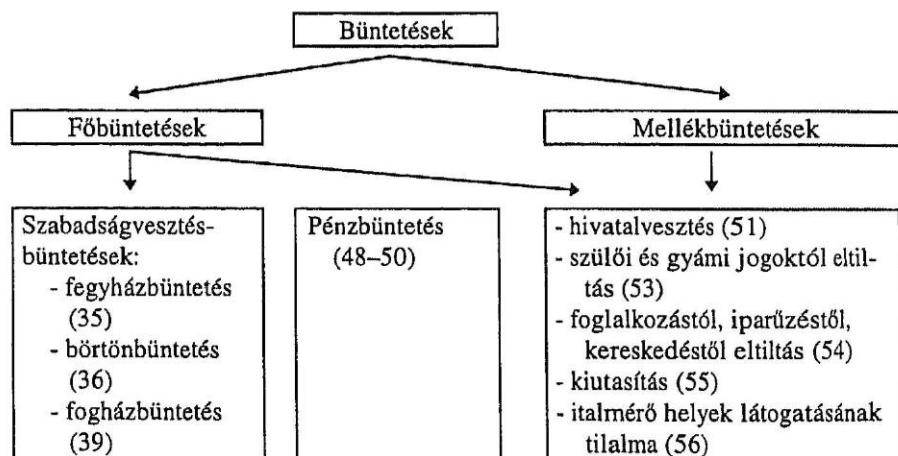 Büntetések
Főbüntetések
Mellékbüntetések
Szabadságvesztés-
büntetések:
- fegyházbüntetés
(35)
- börtönbüntetés
(36)
- fogházbüntetés
(39)
Pénzbüntetés
(48–50)
- hivatalvesztés (51)
- szülői és gyámi jogoktól eltil-
tás (53)
- foglalkozástól, iparűzéstől,
kereskedéstől eltiltás (54)
- kiutasítás (55)
- italmérő helyek látogatásának
tilalma (56)